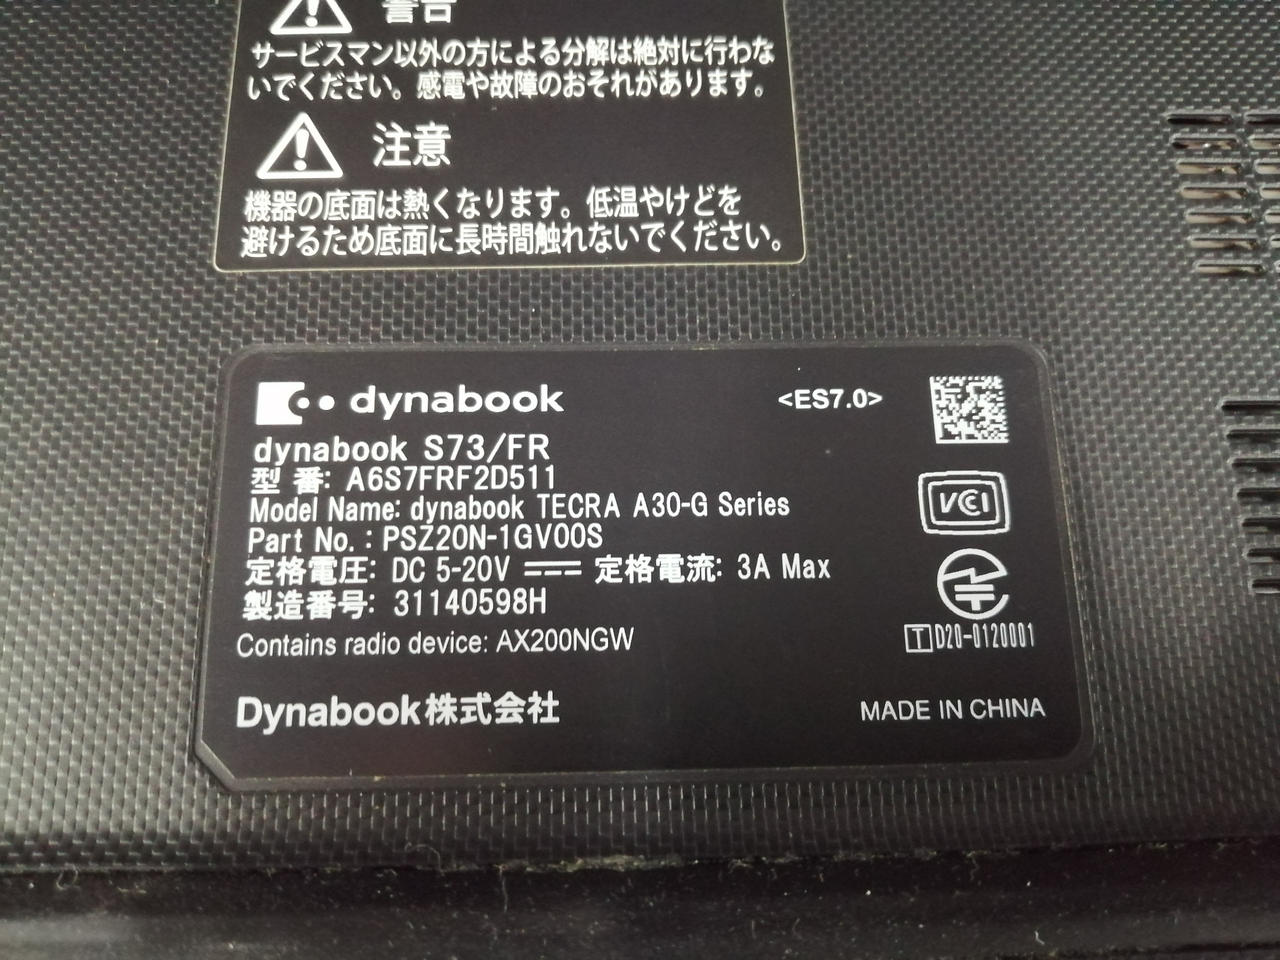 警告
サービスマン以外の方による分解は絶対に行わな
いでください。感電や故障のおそれがあります。
注意
機器の底面は熱くなります。低温やけどを
避けるため底面に長時間触れないでください。
dynabook <ES7.0>
dynabook S73/FR
型 番: A6S7FRF2D511
Model Name: dynabook TECRA A30-G Series
Part No. : PSZ20N-1GV00S
VCCI
定格電圧: DC 5-20V 定格電流: 3A Max
製造番号: 31140598H
T D20-0120001
Contains radio device: AX200NGW
Dynabook株式会社 MADE IN CHINA